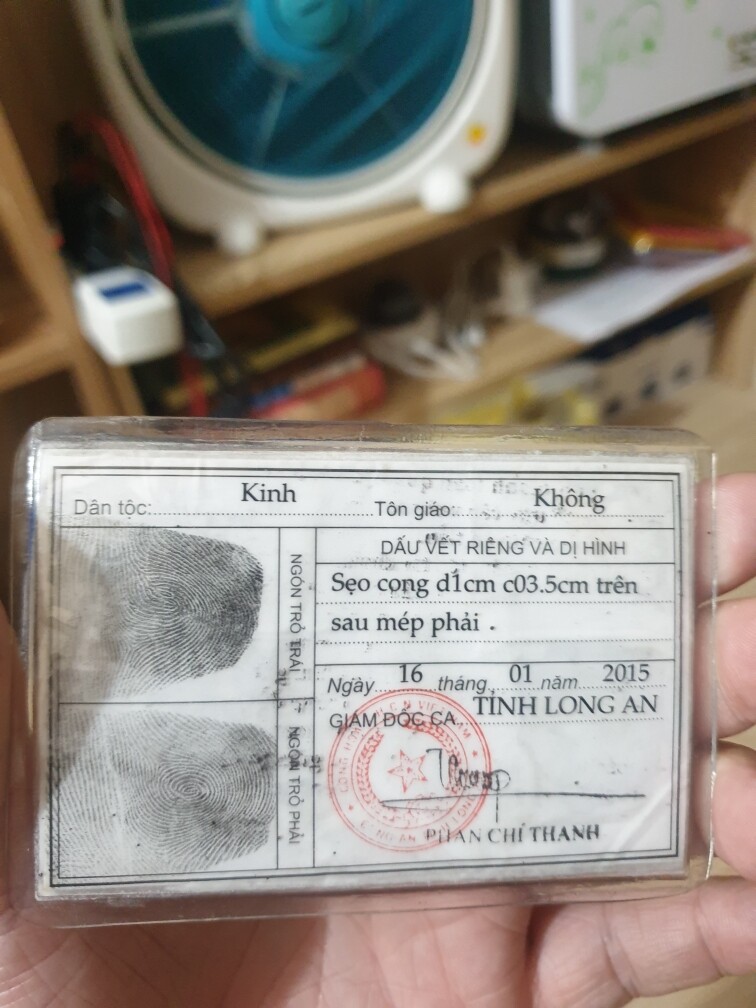 Dân tộc: Kinh Tôn giáo: Không
NGÓN TRỎ TRÁI
NGÓN TRỎ PHẢI
DẤU VẾT RIÊNG VÀ DỊ HÌNH
Sẹo cong d1cm c03.5cm trên
sau mép phải .
Ngày 16 tháng 01 năm 2015
GIÁM ĐỐC CA TỈNH LONG AN
PHAN CHÍ THANH